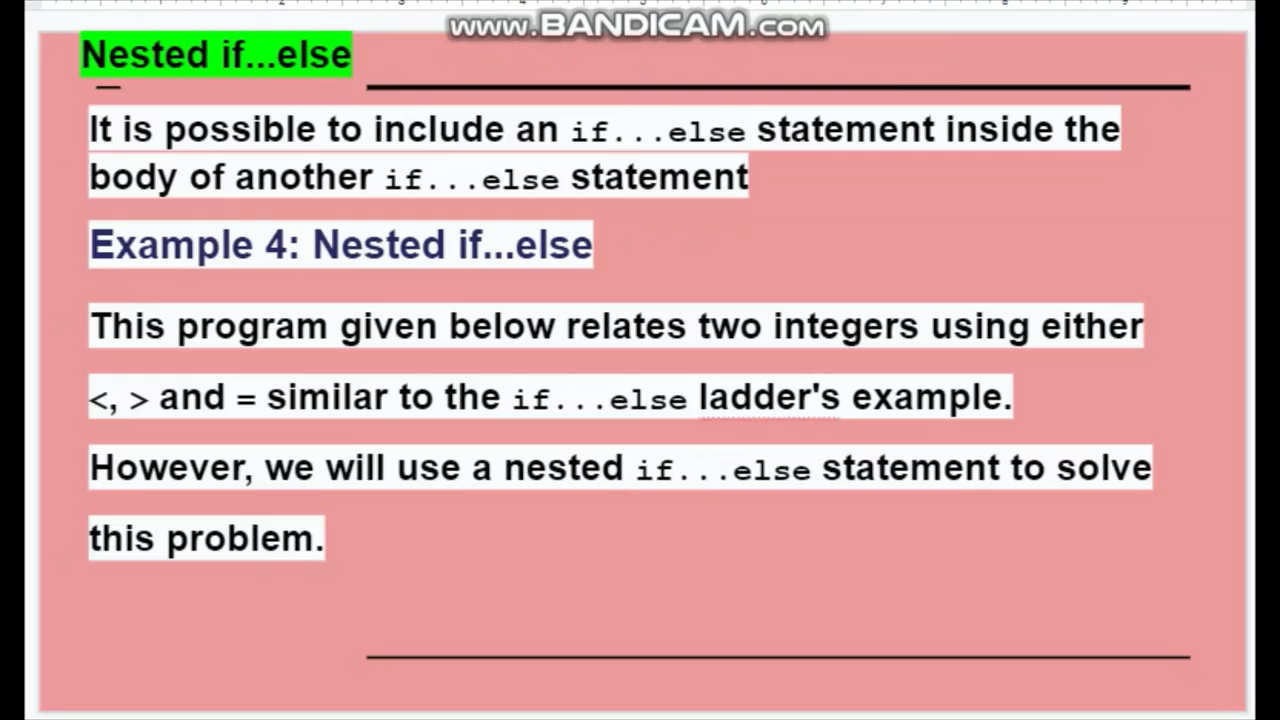 www.BANDICAM.com
Nested if...else
It is possible to include an if...else statement inside the
body of another if...else statement
Example 4: Nested if...else
This program given below relates two integers using either
<, > and = similar to the if...else ladder's example.
However, we will use a nested if...else statement to solve
this problem.